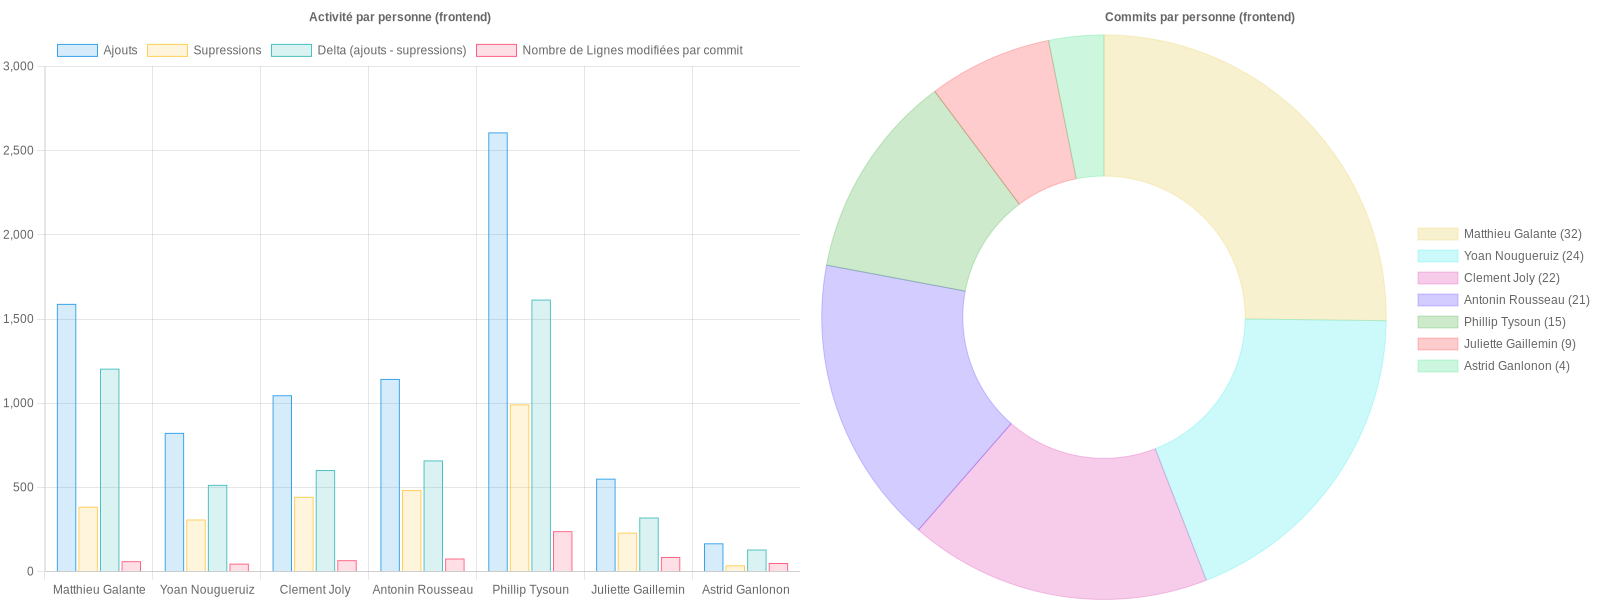 Activité par personne (frontend)
Ajouts Supressions Delta (ajouts - supressions) Nombre de Lignes modifiées par commit
3,000
2,500
2,000
1,500
1,000
500
0
Matthieu Galante Yoan Nougueruiz Clement Joly Antonin Rousseau Phillip Tysoun Juliette Gaillemin Astrid Ganlonon
Commits par personne (frontend)
Matthieu Galante (32)
Yoan Nougueruiz (24)
Clement Joly (22)
Antonin Rousseau (21)
Phillip Tysoun (15)
Juliette Gaillemin (9)
Astrid Ganlonon (4)